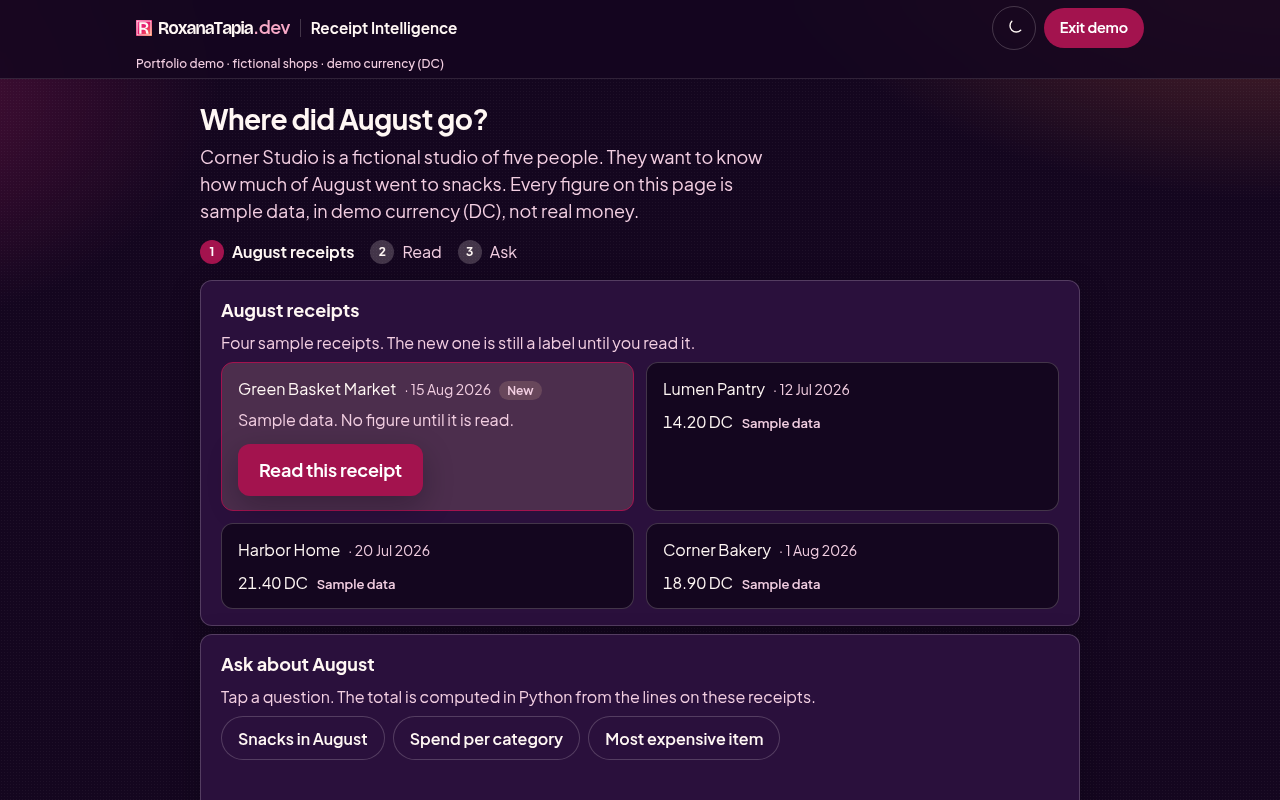 R RoxanaTapia.dev Receipt Intelligence
Exit demo
Portfolio demo · fictional shops · demo currency (DC)
Where did August go?
Corner Studio is a fictional studio of five people. They want to know
how much of August went to snacks. Every figure on this page is
sample data, in demo currency (DC), not real money.
1 August receipts 2 Read 3 Ask
August receipts
Four sample receipts. The new one is still a label until you read it.
Green Basket Market · 15 Aug 2026 New
Sample data. No figure until it is read.
Read this receipt
Lumen Pantry · 12 Jul 2026
14.20 DC Sample data
Harbor Home · 20 Jul 2026
21.40 DC Sample data
Corner Bakery · 1 Aug 2026
18.90 DC Sample data
Ask about August
Tap a question. The total is computed in Python from the lines on these receipts.
Snacks in August Spend per category Most expensive item